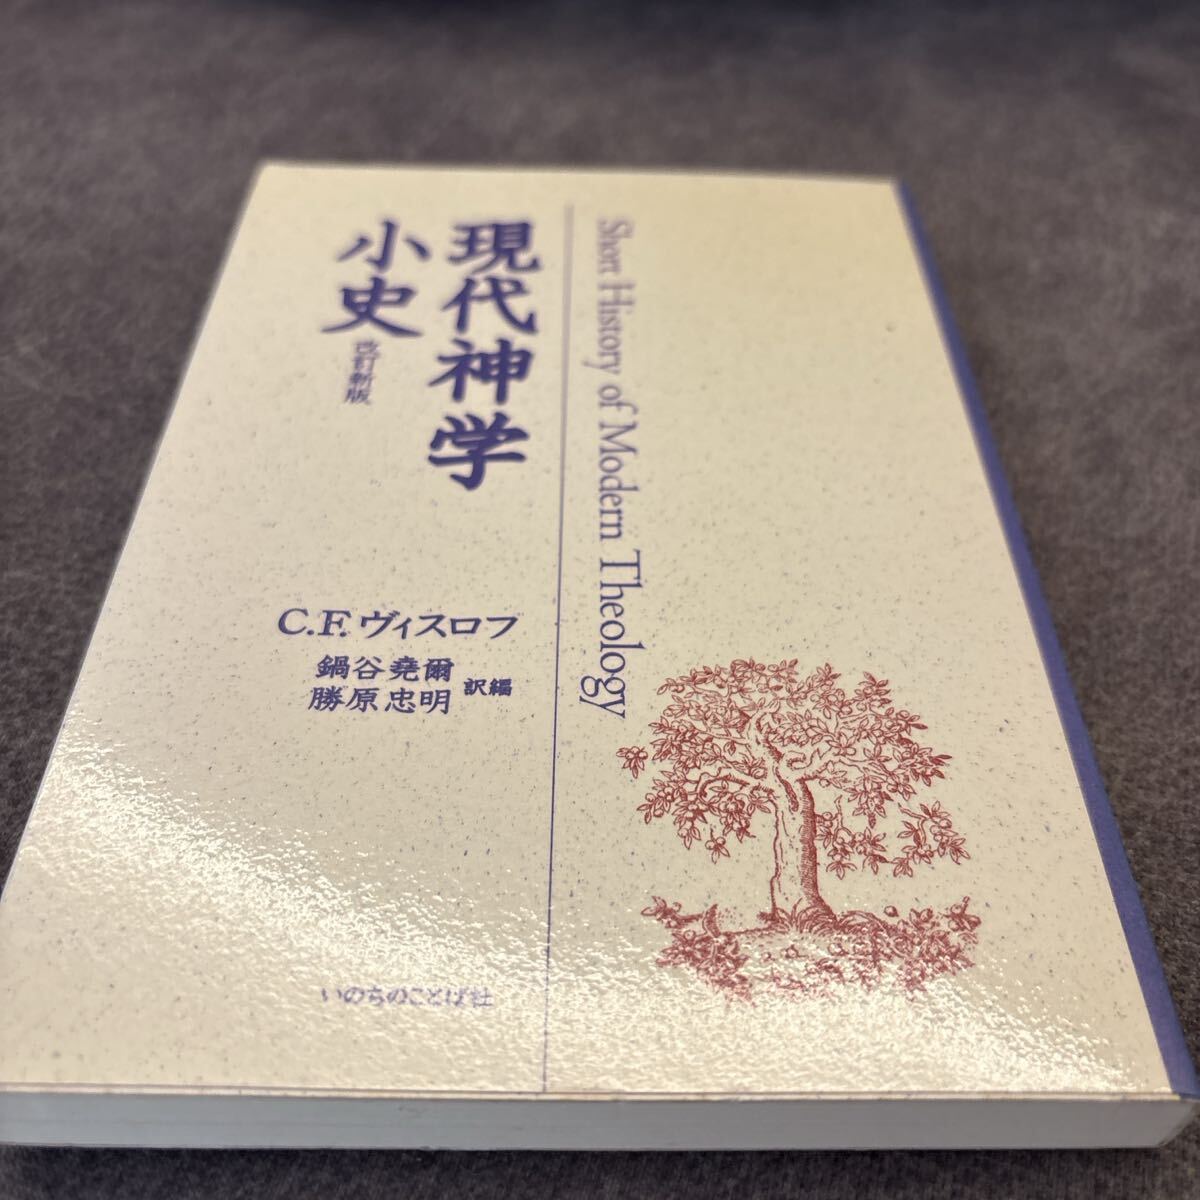 Short History of Modern Theology
現代神学
小史
改訂新版
C.F.ヴィスロフ
鍋谷堯爾
勝原忠明
訳編
いのちのことば社